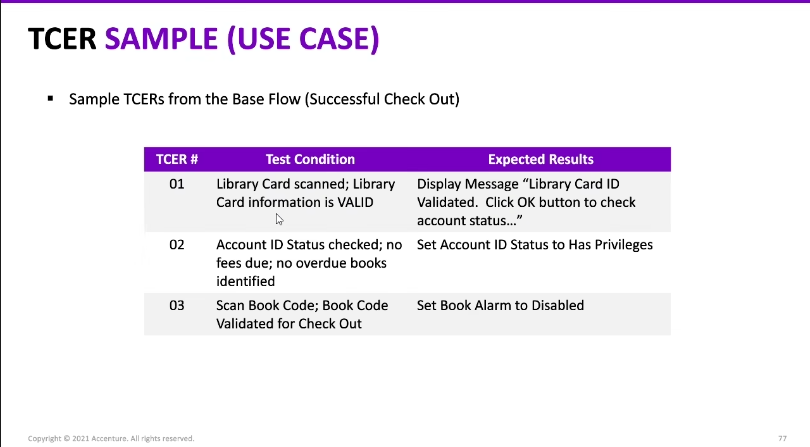 TCER SAMPLE (USE CASE)
▪ Sample TCERs from the Base Flow (Successful Check Out)
TCER # Test Condition Expected Results
01 Library Card scanned; Library Card information is VALID Display Message “Library Card ID Validated. Click OK button to check account status…”
02 Account ID Status checked; no fees due; no overdue books identified Set Account ID Status to Has Privileges
03 Scan Book Code; Book Code Validated for Check Out Set Book Alarm to Disabled
Copyright © 2021 Accenture. All rights reserved.
77